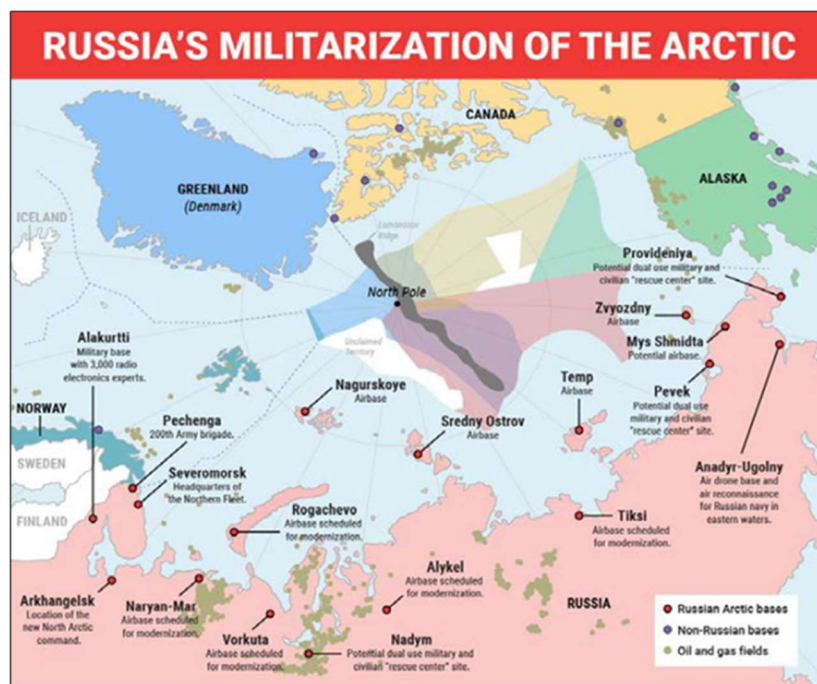 RUSSIA'S MILITARIZATION OF THE ARCTIC
CANADA
GREENLAND
(Denmark)
ALASKA
ICELAND
Lomonosov
Ridge
North Pole
Unclaimed
Territory
Provideniya
Potential dual use military and
civilian "rescue center" site.
Zvyozdny
Airbase
Mys Shmidta
Potential airbase.
Pevek
Potential dual use
military and civilian
"rescue center" site.
Alakurtti
Military base
with 3,000 radio
electronics experts.
Nagurskoye
Airbase
Temp
Airbase
Sredny Ostrov
Airbase
NORWAY
Pechenga
200th Army brigade.
SWEDEN
Severomorsk
Headquarters of
the Northern Fleet.
FINLAND
Anadyr-Ugolny
Air drone base and
air reconnaissance
for Russian navy in
eastern waters.
Rogachevo
Airbase scheduled
for modernization.
Tiksi
Airbase scheduled
for modernization.
Alykel
Airbase scheduled
for modernization.
Arkhangelsk
Location of the
new North Arctic
command.
Naryan-Mar
Airbase scheduled
for modernization.
Vorkuta
Airbase scheduled
for modernization.
Nadym
Potential dual use military and
civilian "rescue center" site.
RUSSIA
Russian Arctic bases
Non-Russian bases
Oil and gas fields